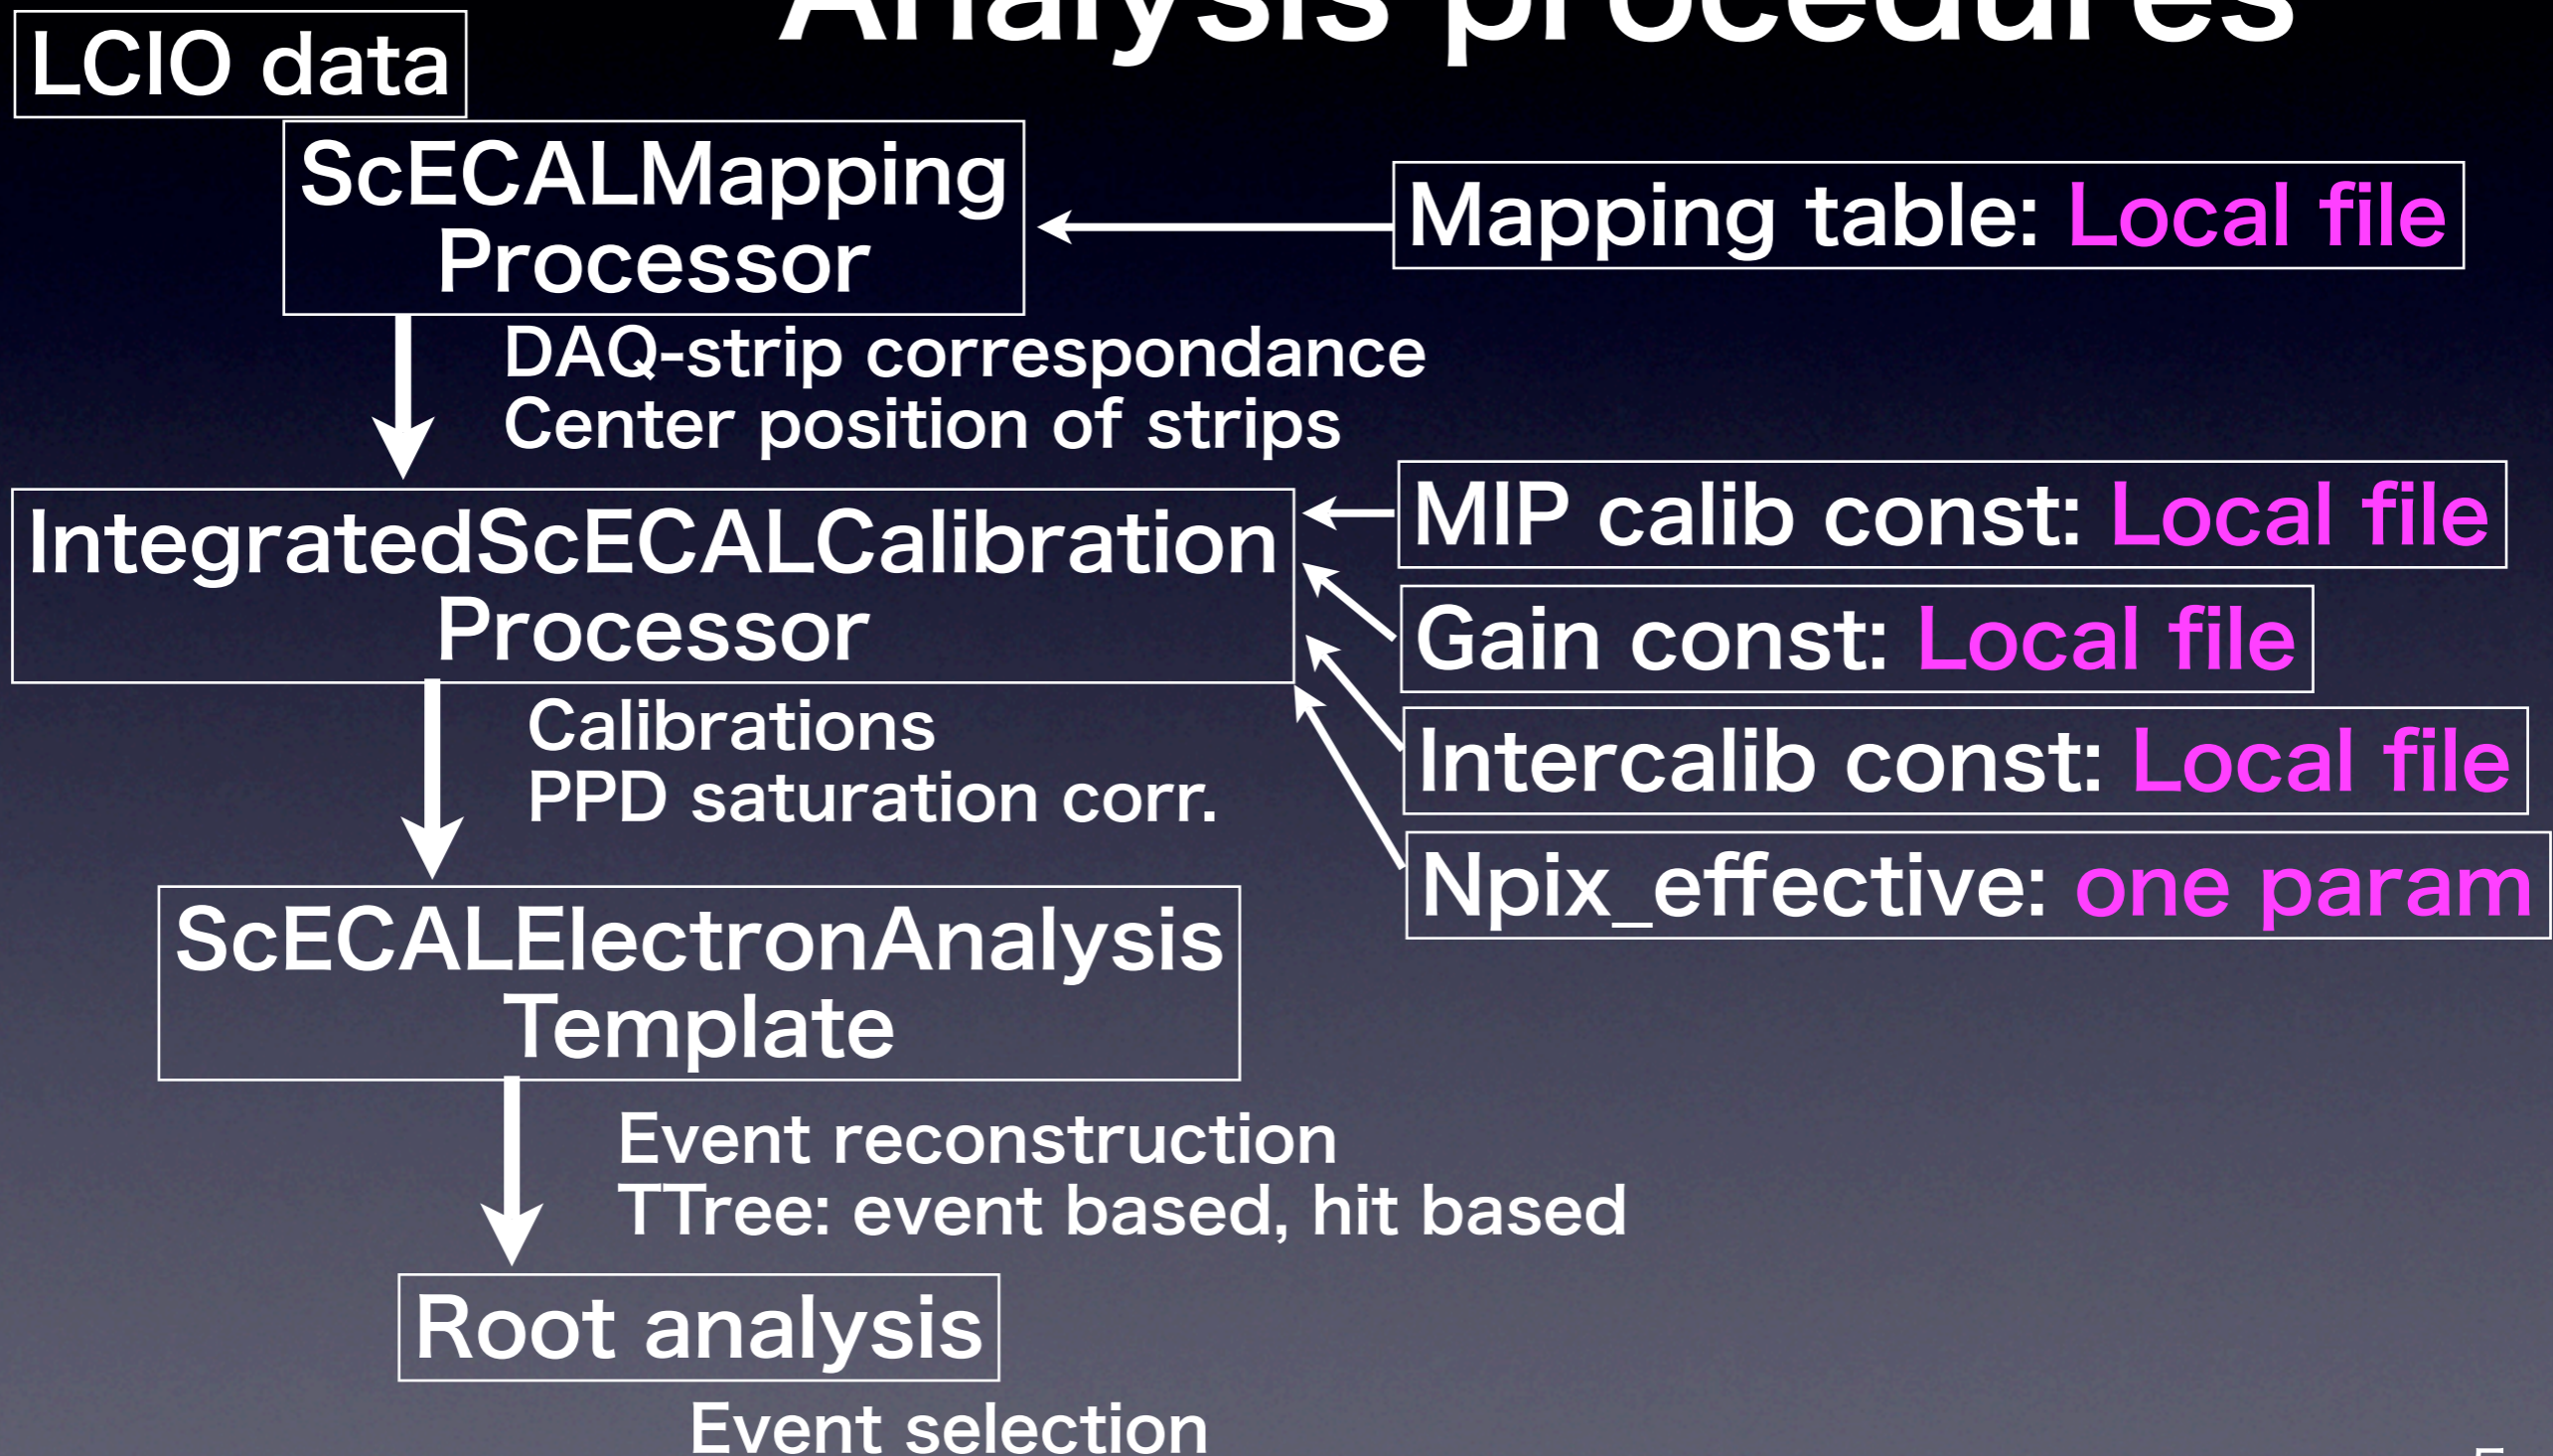 Analysis procedures
LCIO data
ScECALMapping
Processor
Mapping table: Local file
DAQ-strip correspondance
Center position of strips
IntegratedScECALCalibration
Processor
MIP calib const: Local file
Gain const: Local file
Intercalib const: Local file
Npix_effective: one param
Calibrations
PPD saturation corr.
ScECALElectronAnalysis
Template
Event reconstruction
TTree: event based, hit based
Root analysis
Event selection